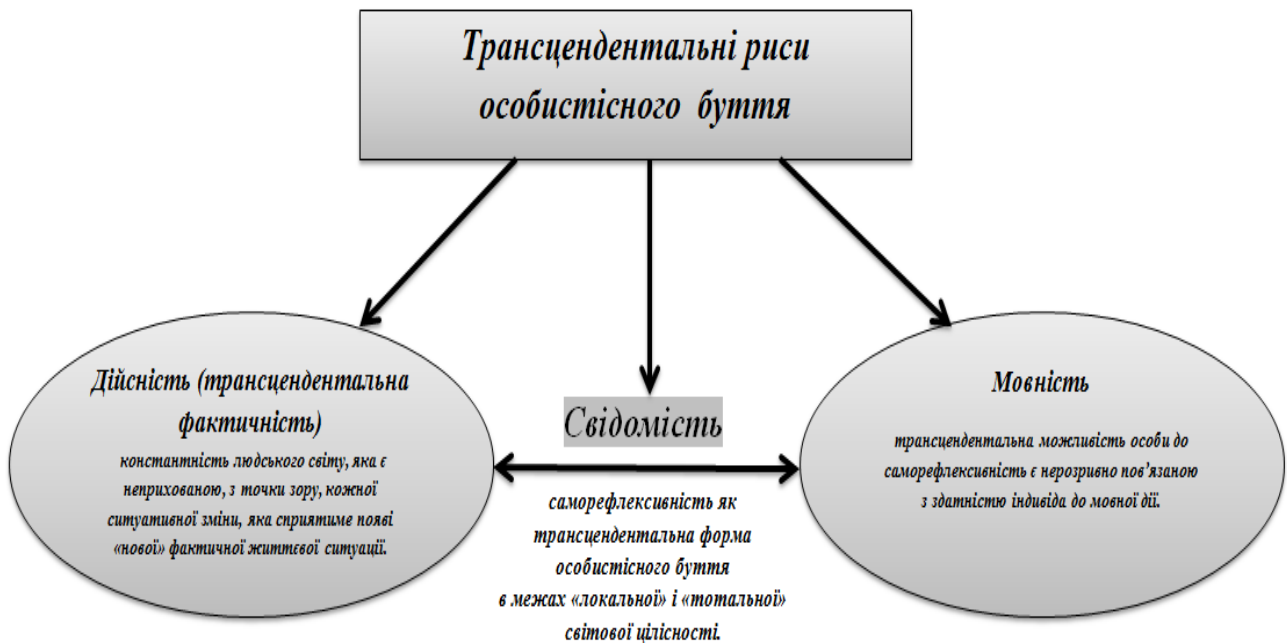 Трансцендентальні риси
особистісного буття
Дійсність (трансцендентальна
фактичність)
константність людського світу, яка є
неприхованою, з точки зору, кожної
ситуативної зміни, яка сприятиме появі
«нової» фактичної життєвої ситуації.
Свідомість
саморефлексивність як
трансцендентальна форма
особистісного буття
в межах «локальної» і «тотальної»
світової цілісності.
Мовність
трансцендентальна можливість особи до
саморефлексивність є нерозривно пов’язаною
з здатністю індивіда до мовної дії.